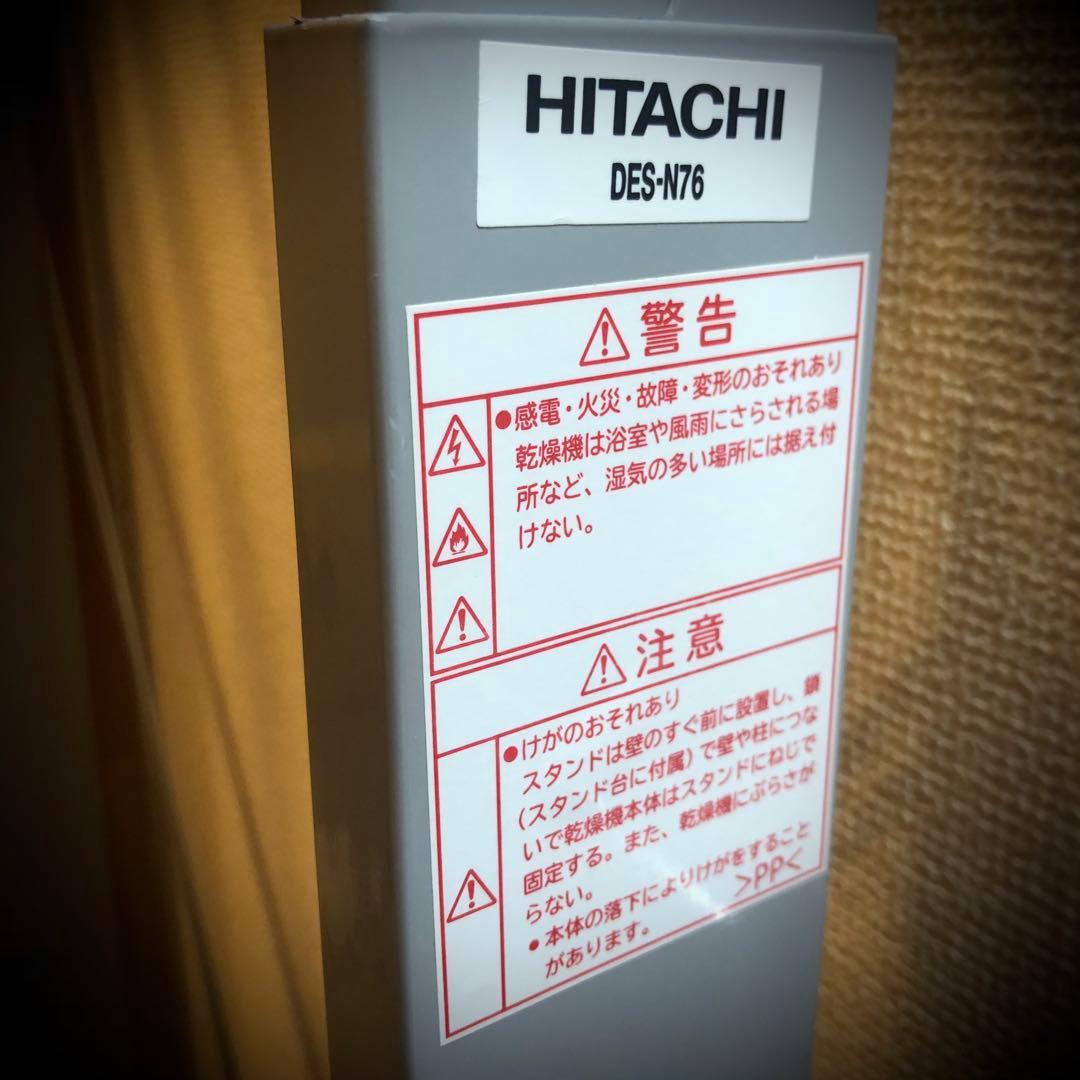 HITACHI
DES-N76
警告
●感電・火災・故障・変形のおそれあり
乾燥機は浴室や風雨にさらされる場
所など、湿気の多い場所には据え付
けない。
注意
●けがのおそれあり
スタンドは壁のすぐ前に設置し、鎖
(スタンド台に付属)で壁や柱につな
いで乾燥機本体はスタンドにねじで
固定する。また、乾燥機にぶらさが
らない。
●本体の落下によりけがをすること
があります。
>PP<